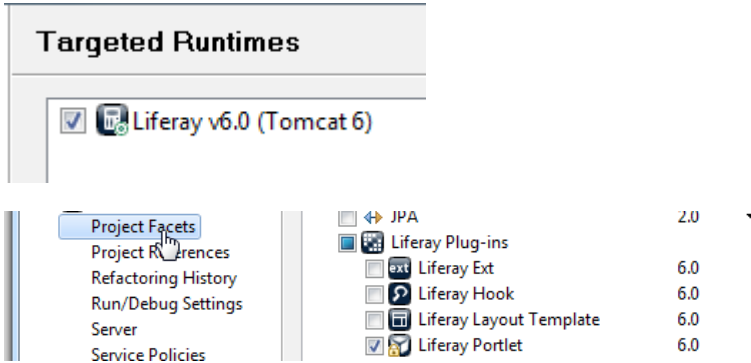 Targeted Runtimes
Liferay v6.0 (Tomcat 6)
Project Facets
Project References
Refactoring History
Run/Debug Settings
Server
Service Policies
JPA 2.0
Liferay Plug-ins
ext Liferay Ext 6.0
Liferay Hook 6.0
Liferay Layout Template 6.0
Liferay Portlet 6.0